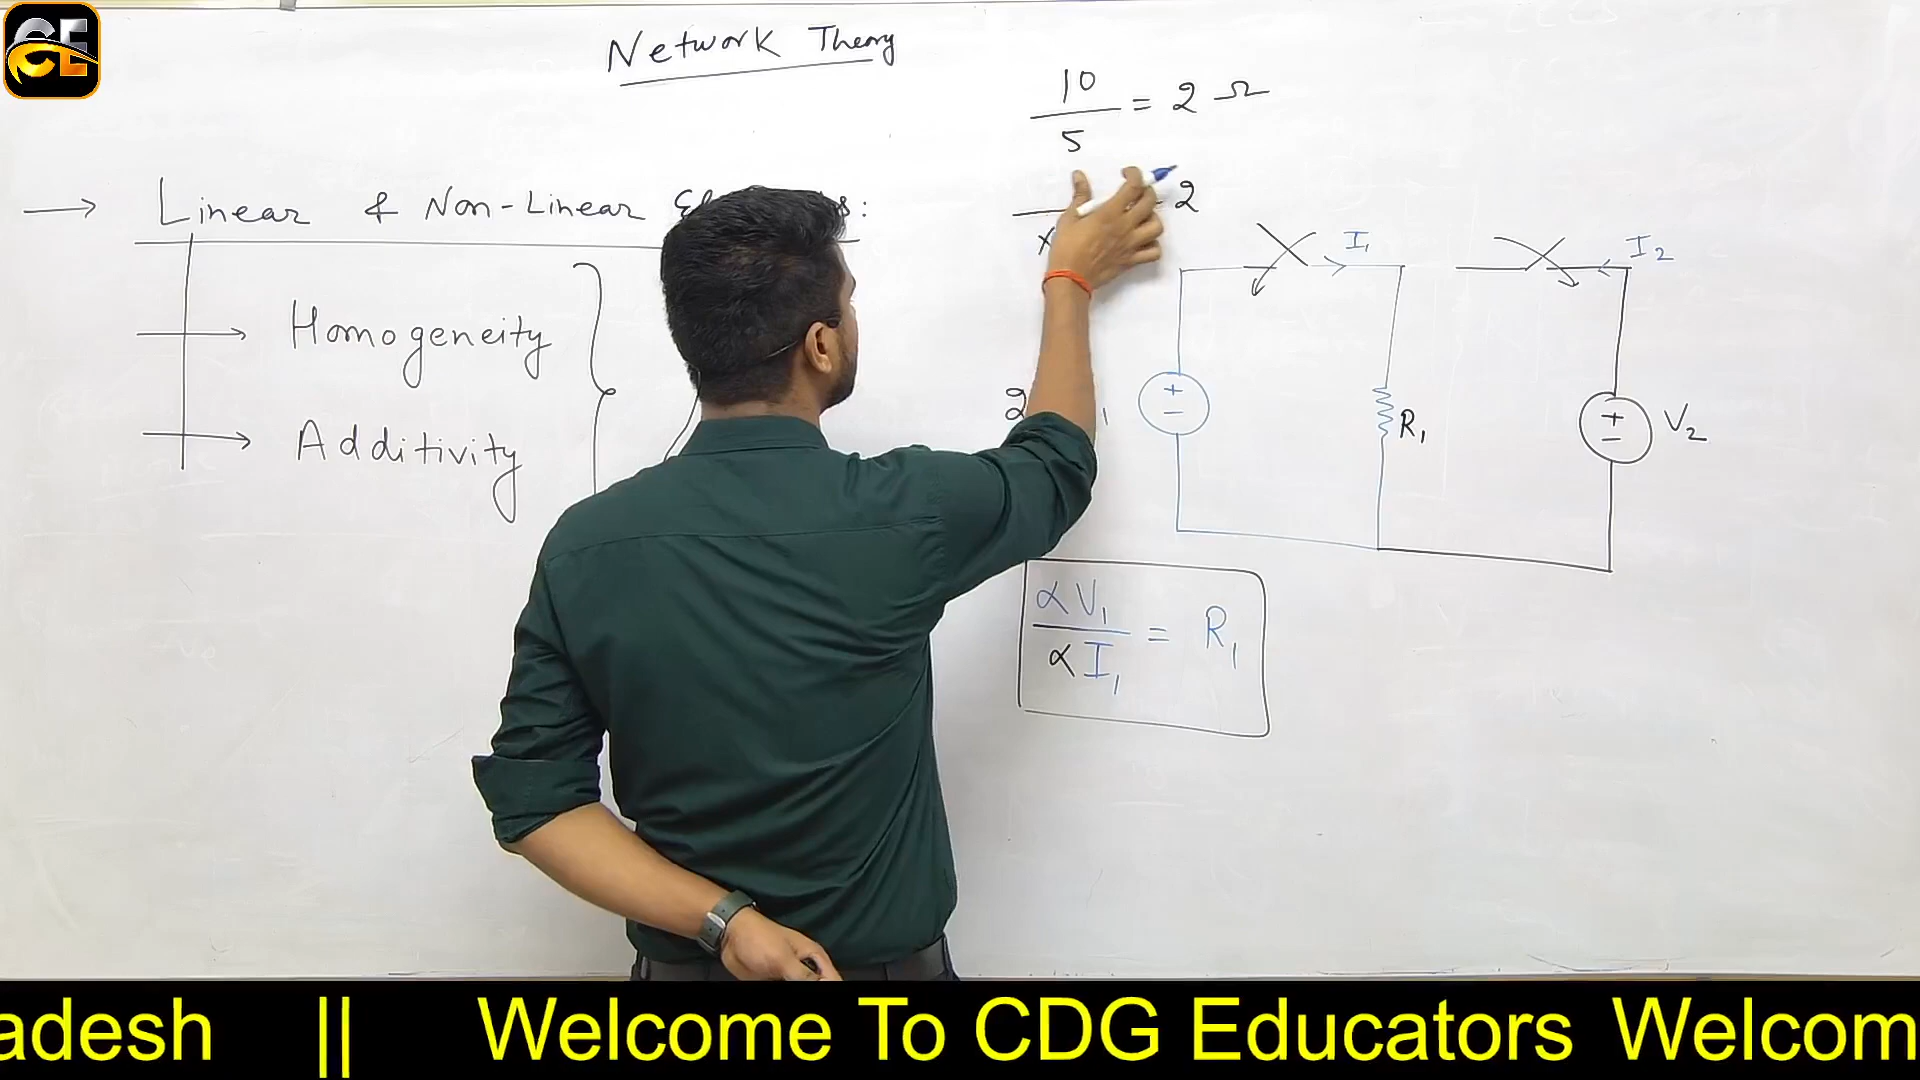 CE
Network Theory
10
5
= 2 Ω
2
→ Linear & Non-Linear
→ Homogeneity
→ Additivity
I₁
I₂
+
−
R₁
+
−
V₂
αV₁
αI₁
= R₁
adesh || Welcome To CDG Educators Welcom